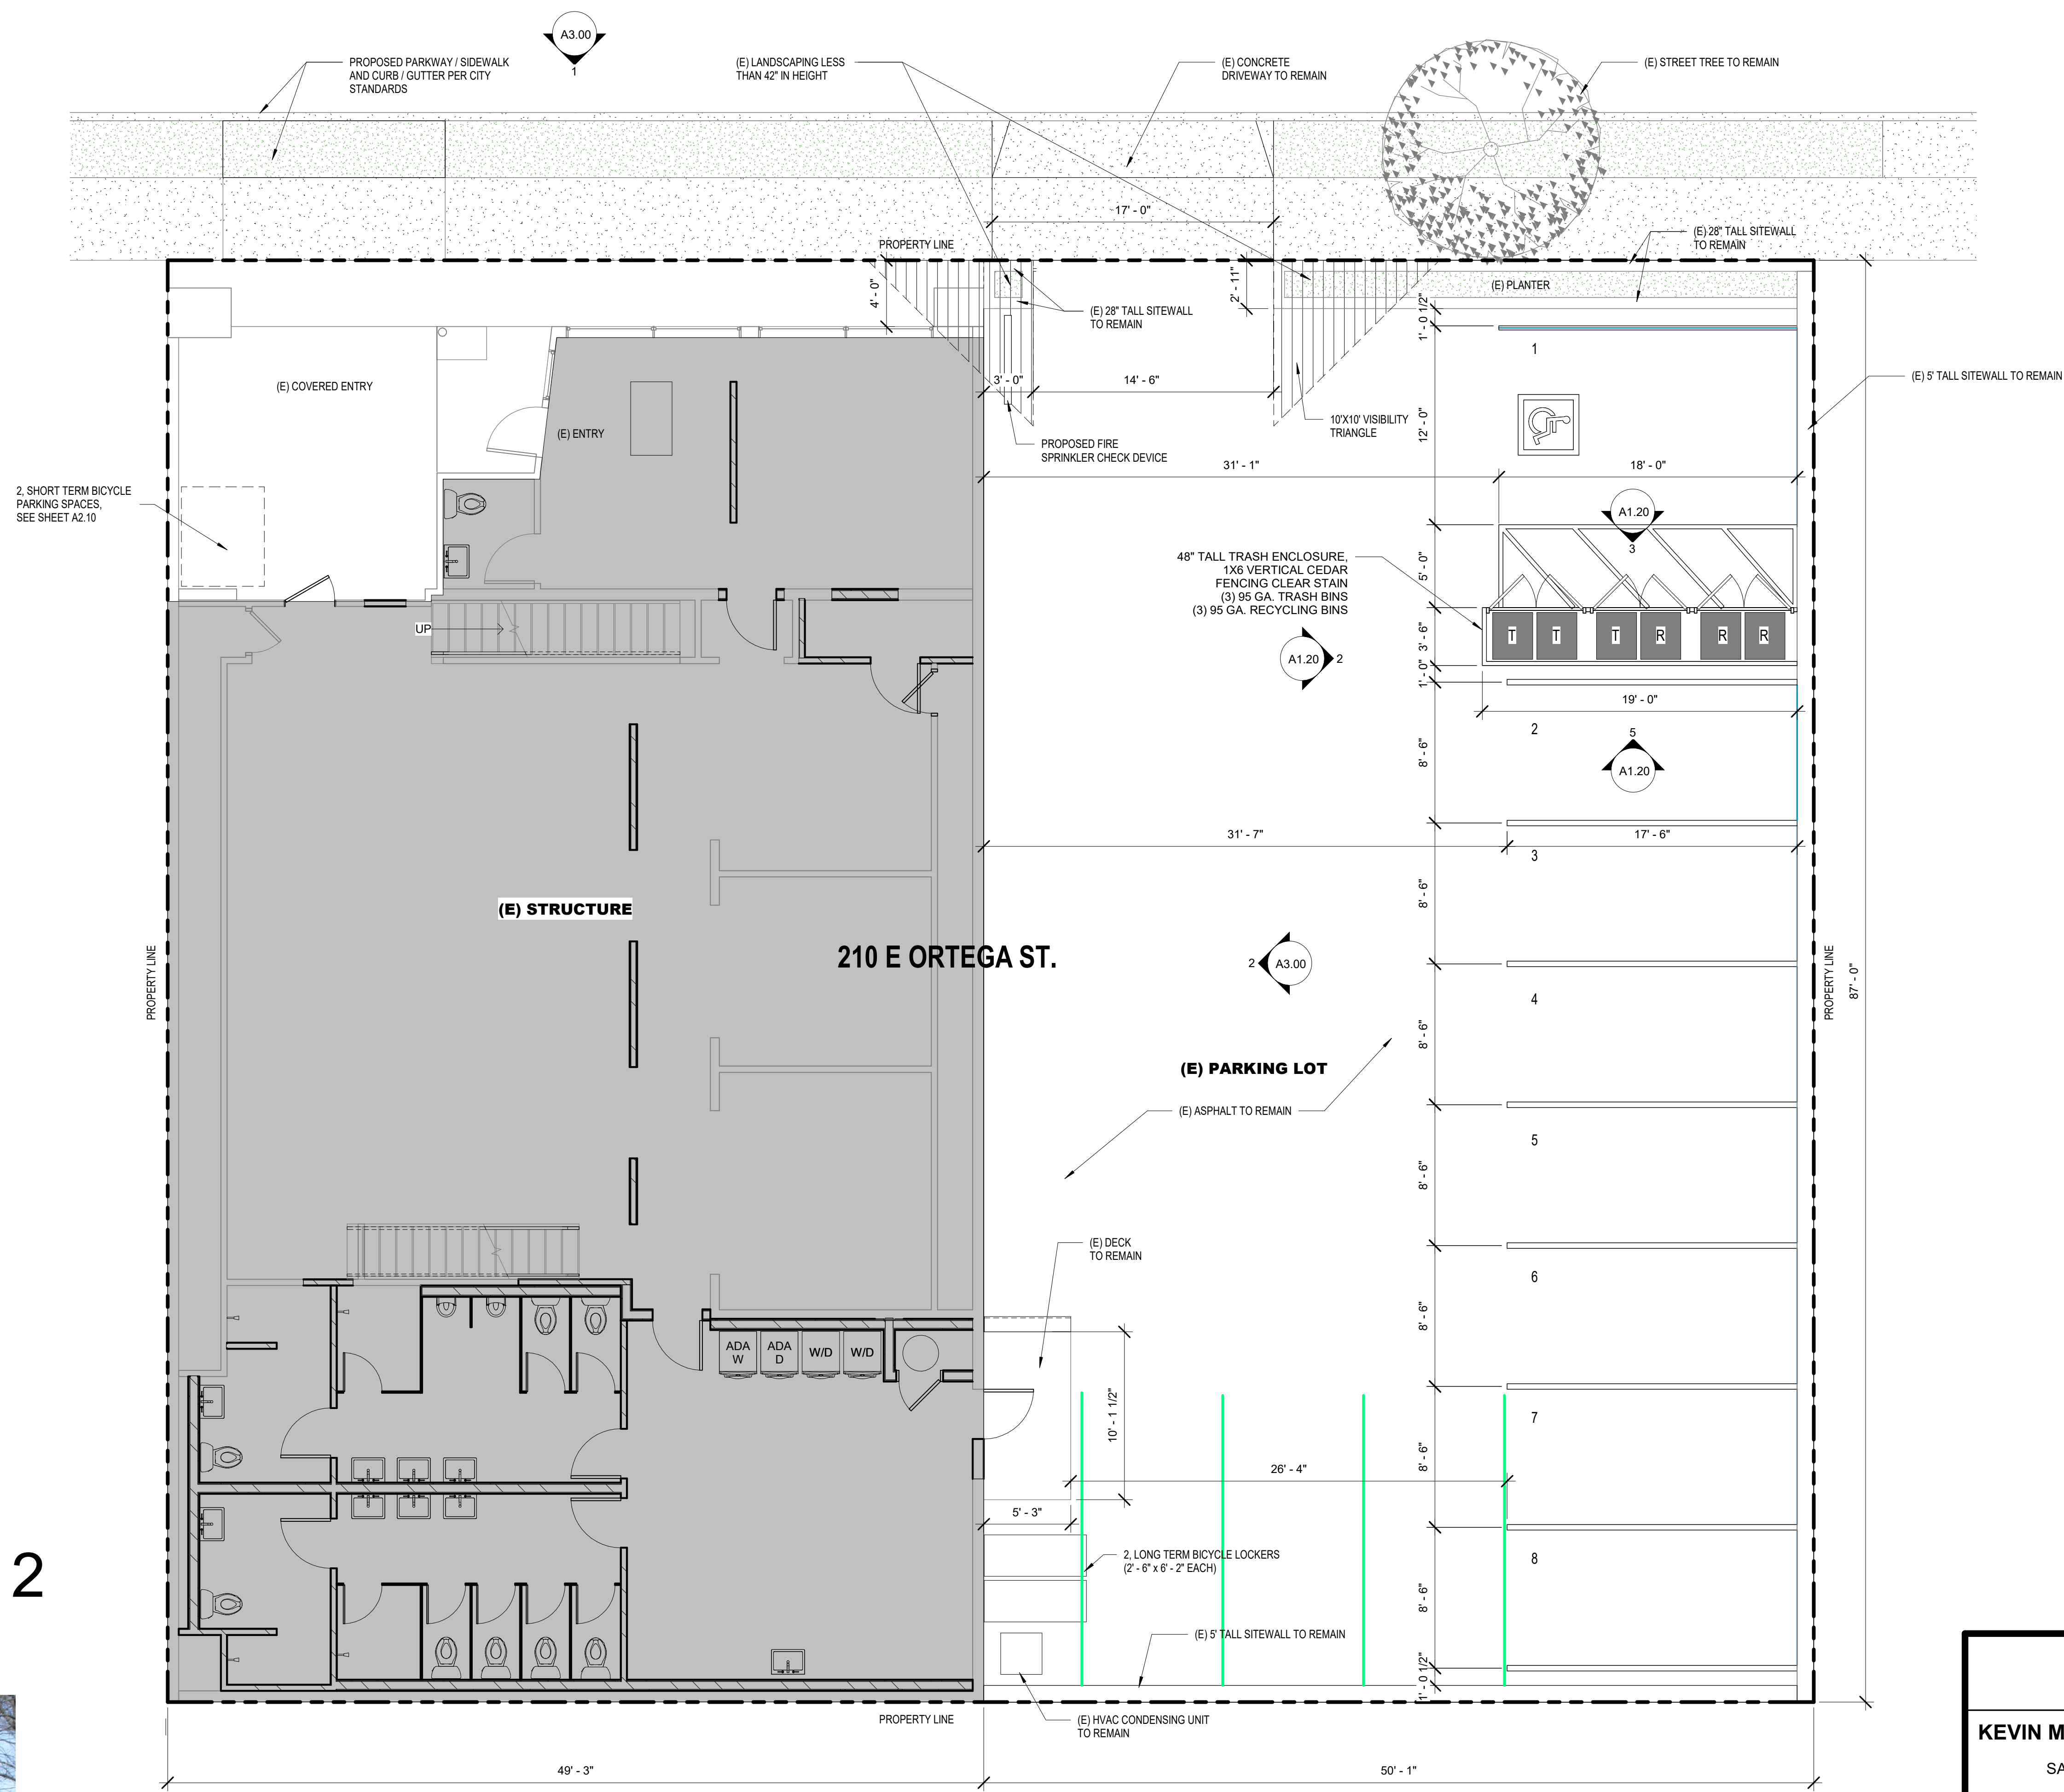 A3.00
1
PROPOSED PARKWAY / SIDEWALK
AND CURB / GUTTER PER CITY
STANDARDS
(E) LANDSCAPING LESS
THAN 42" IN HEIGHT
(E) CONCRETE
DRIVEWAY TO REMAIN
(E) STREET TREE TO REMAIN
17' - 0"
PROPERTY LINE
(E) 28" TALL SITEWALL
TO REMAIN
4' - 0"
2' - 11"
(E) PLANTER
(E) 28" TALL SITEWALL
TO REMAIN
1' - 0 1/2"
1
(E) COVERED ENTRY
3' - 0"
14' - 6"
(E) 5' TALL SITEWALL TO REMAIN
10'X10' VISIBILITY
TRIANGLE
12' - 0"
(E) ENTRY
PROPOSED FIRE
SPRINKLER CHECK DEVICE
31' - 1"
18' - 0"
2, SHORT TERM BICYCLE
PARKING SPACES,
SEE SHEET A2.10
A1.20
3
48" TALL TRASH ENCLOSURE,
1X6 VERTICAL CEDAR
FENCING CLEAR STAIN
(3) 95 GA. TRASH BINS
(3) 95 GA. RECYCLING BINS
5' - 0"
UP
T T T R R R
3' - 6"
A1.20
2
1' - 0"
19' - 0"
2
5
A1.20
8' - 6"
31' - 7"
17' - 6"
3
8' - 6"
(E) STRUCTURE
210 E ORTEGA ST.
2
A3.00
PROPERTY LINE
PROPERTY LINE
87' - 0"
4
8' - 6"
(E) PARKING LOT
(E) ASPHALT TO REMAIN
5
8' - 6"
(E) DECK
TO REMAIN
6
8' - 6"
ADA
W
ADA
D
W/D
W/D
10' - 1 1/2"
7
8' - 6"
26' - 4"
5' - 3"
2, LONG TERM BICYCLE LOCKERS
(2' - 6" x 6' - 2" EACH)
8
2
8' - 6"
(E) 5' TALL SITEWALL TO REMAIN
1' - 0 1/2"
PROPERTY LINE
(E) HVAC CONDENSING UNIT
TO REMAIN
KEVIN M
SA
49' - 3"
50' - 1"